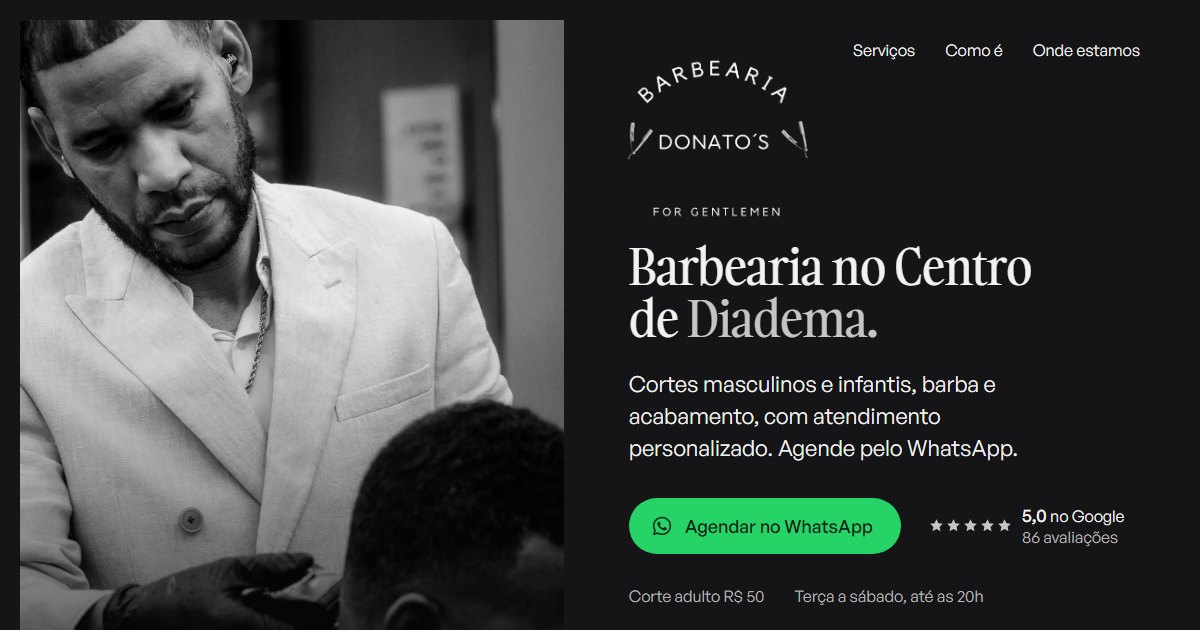 Serviços Como é Onde estamos
BARBEARIA
DONATO´S
FOR GENTLEMEN
Barbearia no Centro
de Diadema.
Cortes masculinos e infantis, barba e
acabamento, com atendimento
personalizado. Agende pelo WhatsApp.
Agendar no WhatsApp
5,0 no Google
86 avaliações
Corte adulto R$ 50 Terça a sábado, até as 20h